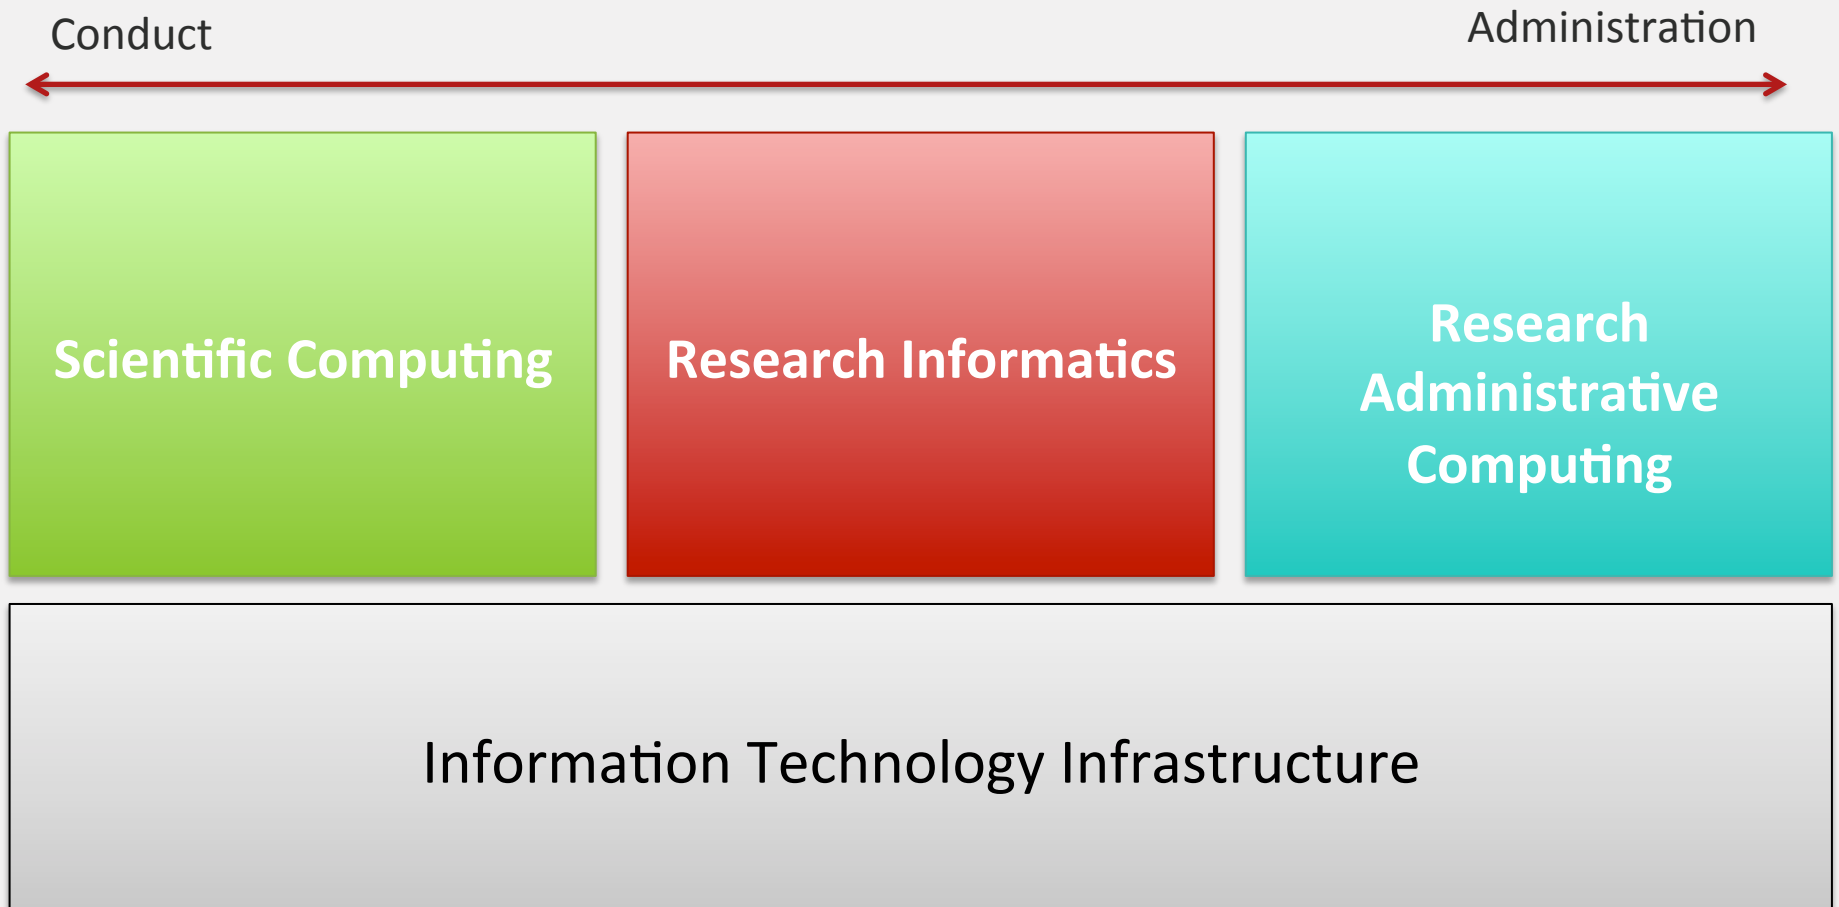 Conduct
Administration
Scientific Computing
Research Informatics
Research
Administrative
Computing
Information Technology Infrastructure